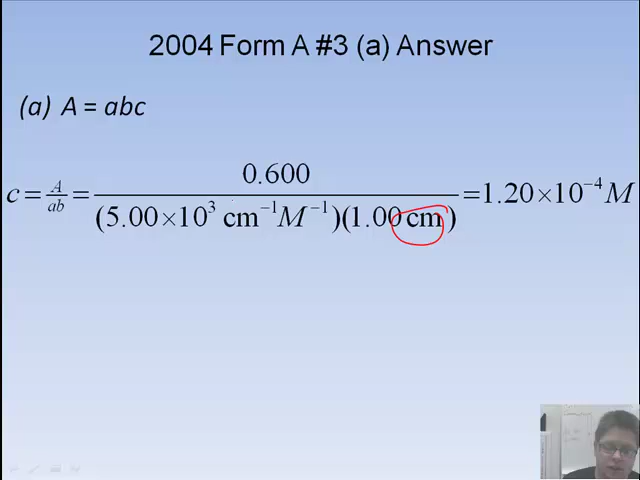 2004 Form A #3 (a) Answer
(a) A = abc
c = A/ab = 0.600 / (5.00×10³ cm⁻¹M⁻¹)(1.00 cm) = 1.20×10⁻⁴ M